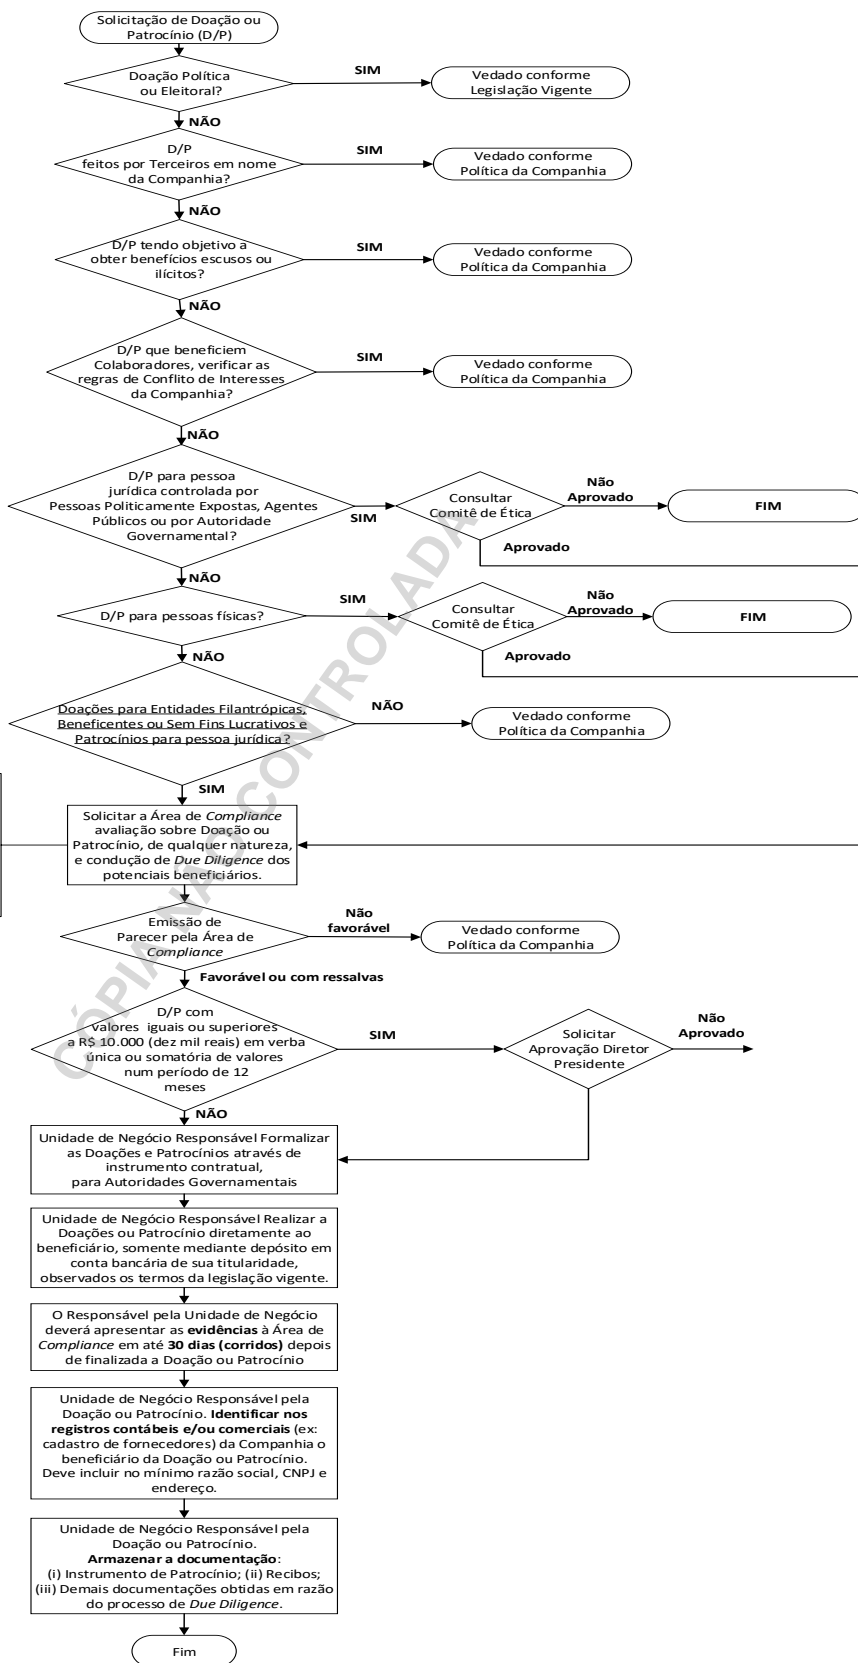 Solicitação de Doação ou
Patrocínio (D/P)
Doação Política
ou Eleitoral?
SIM
Vedado conforme
Legislação Vigente
NÃO
D/P
feitos por Terceiros em nome
da Companhia?
SIM
Vedado conforme
Política da Companhia
NÃO
D/P tendo objetivo a
obter benefícios escusos ou
ilícitos?
SIM
Vedado conforme
Política da Companhia
NÃO
D/P que beneficiem
Colaboradores, verificar as
regras de Conflito de Interesses
da Companhia?
SIM
Vedado conforme
Política da Companhia
NÃO
D/P para pessoa
jurídica controlada por
Pessoas Politicamente Expostas, Agentes
Públicos ou por Autoridade
Governamental?
SIM
Consultar
Comitê de Ética
Não
Aprovado
FIM
Aprovado
NÃO
D/P para pessoas físicas?
SIM
Consultar
Comitê de Ética
Não
Aprovado
FIM
Aprovado
NÃO
Doações para Entidades Filantrópicas,
Beneficentes ou Sem Fins Lucrativos e
Patrocínios para pessoa jurídica?
NÃO
Vedado conforme
Política da Companhia
SIM
Solicitar a Área de Compliance
avaliação sobre Doação ou
Patrocínio, de qualquer natureza,
e condução de Due Diligence dos
potenciais beneficiários.
Emissão de
Parecer pela Área de
Compliance
Não
favorável
Vedado conforme
Política da Companhia
Favorável ou com ressalvas
D/P com
valores iguais ou superiores
a R$ 10.000 (dez mil reais) em verba
única ou somatória de valores
num período de 12
meses
SIM
Solicitar
Aprovação Diretor
Presidente
Não
Aprovado
NÃO
Unidade de Negócio Responsável Formalizar
as Doações e Patrocínios através de
instrumento contratual,
para Autoridades Governamentais
Unidade de Negócio Responsável Realizar a
Doações ou Patrocínio diretamente ao
beneficiário, somente mediante depósito em
conta bancária de sua titularidade,
observados os termos da legislação vigente.
O Responsável pela Unidade de Negócio
deverá apresentar as evidências à Área de
Compliance em até 30 dias (corridos) depois
de finalizada a Doação ou Patrocínio
Unidade de Negócio Responsável pela
Doação ou Patrocínio. Identificar nos
registros contábeis e/ou comerciais (ex:
cadastro de fornecedores) da Companhia o
beneficiário da Doação ou Patrocínio.
Deve incluir no mínimo razão social, CNPJ e
endereço.
Unidade de Negócio Responsável pela
Doação ou Patrocínio.
Armazenar a documentação:
(i) Instrumento de Patrocínio; (ii) Recibos;
(iii) Demais documentações obtidas em razão
do processo de Due Diligence.
Fim
CÓPIA NÃO CONTROLADA